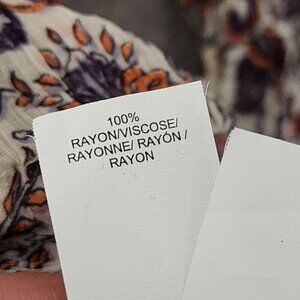 100%
RAYON/VISCOSE/
RAYONNE/ RAYÓN /
RAYON